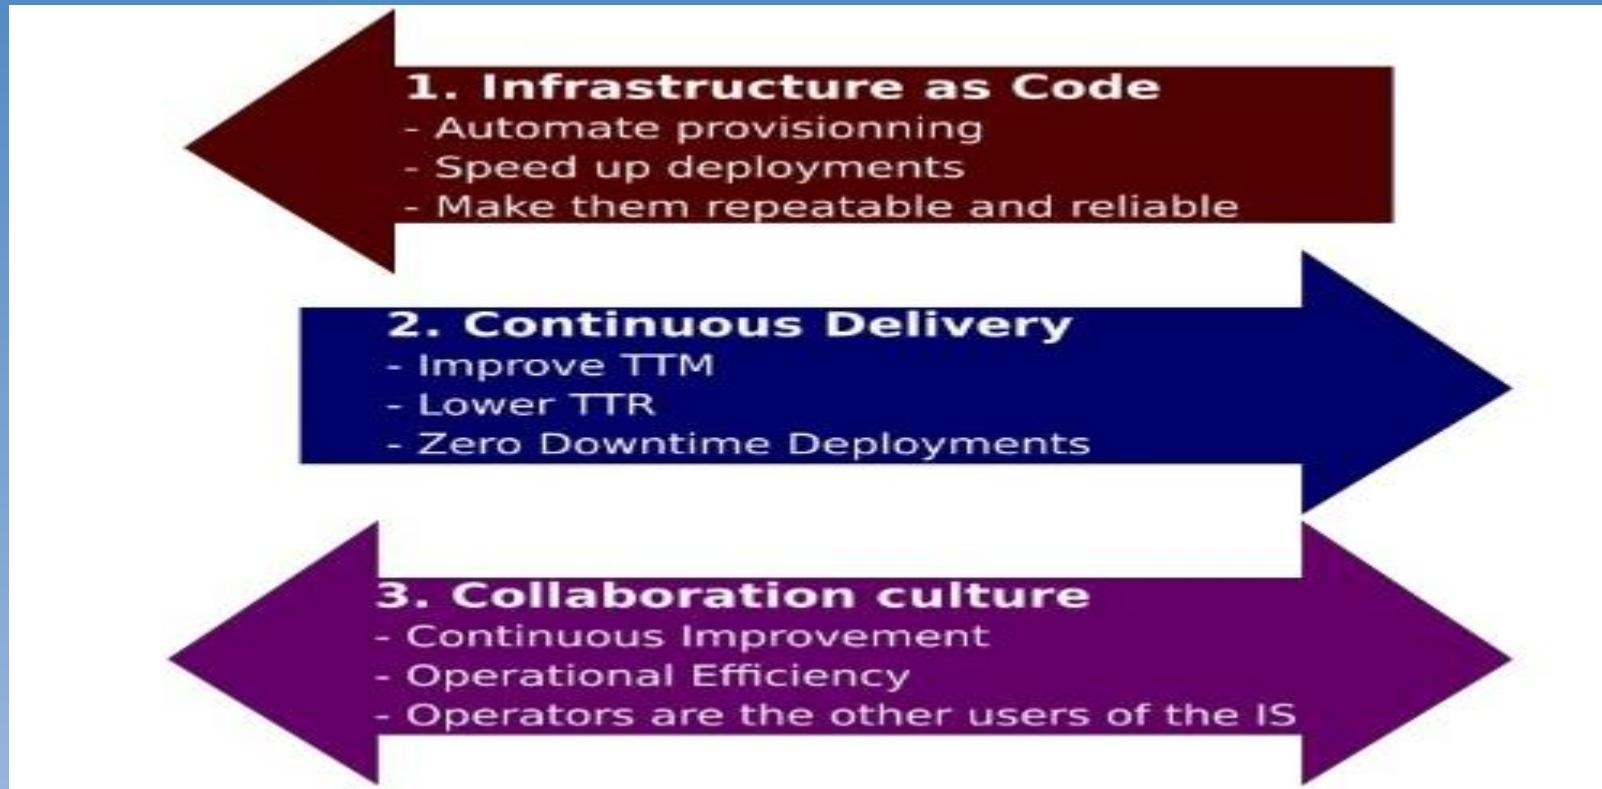 1. Infrastructure as Code
- Automate provisionning
- Speed up deployments
- Make them repeatable and reliable
2. Continuous Delivery
- Improve TTM
- Lower TTR
- Zero Downtime Deployments
3. Collaboration culture
- Continuous Improvement
- Operational Efficiency
- Operators are the other users of the IS